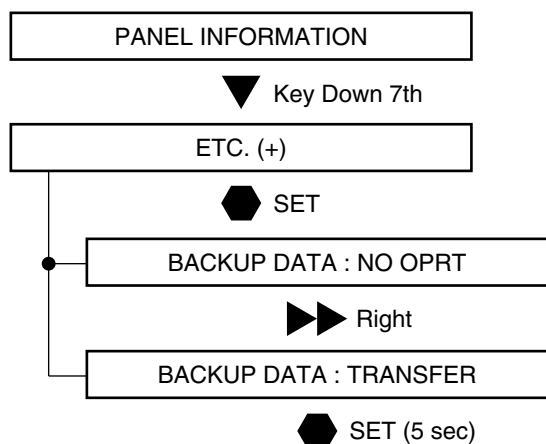 PANEL INFORMATION
Key Down 7th
ETC. (+)
SET
BACKUP DATA : NO OPRT
Right
BACKUP DATA : TRANSFER
SET (5 sec)